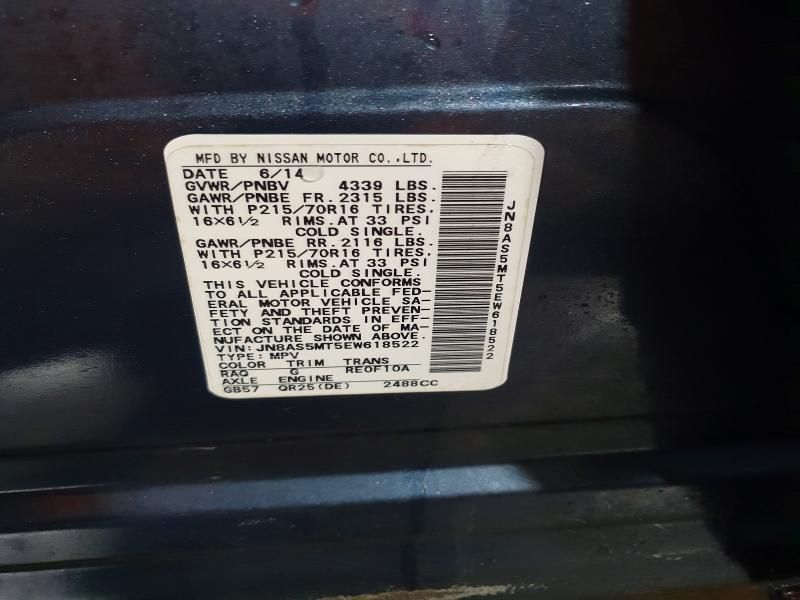 MFD BY NISSAN MOTOR CO.,LTD.
DATE 6/14
GVWR/PNBV 4339 LBS.
GAWR/PNBE FR. 2315 LBS.
WITH P215/70R16 TIRES.
16×6½ RIMS.AT 33 PSI
COLD SINGLE.
GAWR/PNBE RR. 2116 LBS.
WITH P215/70R16 TIRES.
16×6½ RIMS.AT 33 PSI
COLD SINGLE.
THIS VEHICLE CONFORMS
TO ALL APPLICABLE FED-
ERAL MOTOR VEHICLE SA-
FETY AND THEFT PREVEN-
TION STANDARDS IN EFF-
ECT ON THE DATE OF MA-
NUFACTURE SHOWN ABOVE.
VIN:JN8AS5MT5EW618522
TYPE:MPV
COLOR TRIM TRANS
RAQ G RE0F10A
AXLE ENGINE
GB57 QR25(DE) 2488CC
JN8AS5MT5EW618522